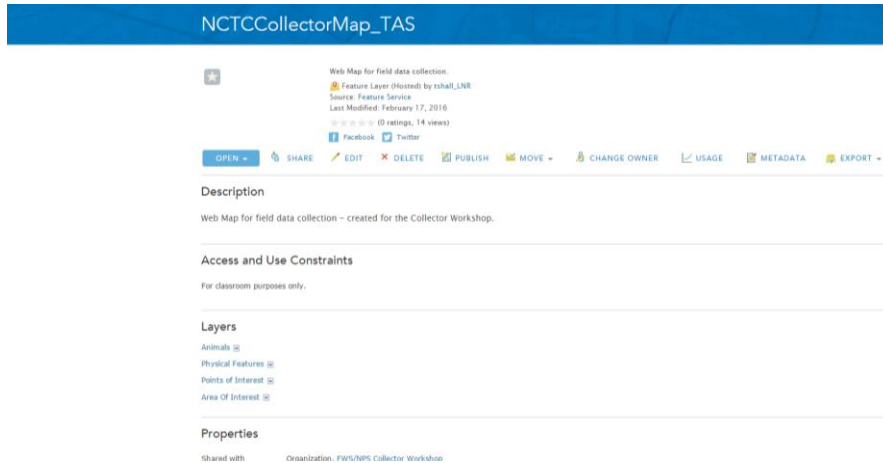 NCTCCollectorMap_TAS
Web Map for field data collection.
Feature Layer (Hosted) by tshall_LNR
Source: Feature Service
Last Modified: February 17, 2016
(0 ratings, 14 views)
Facebook Twitter
OPEN SHARE EDIT DELETE PUBLISH MOVE CHANGE OWNER USAGE METADATA EXPORT
Description
Web Map for field data collection – created for the Collector Workshop.
Access and Use Constraints
For classroom purposes only.
Layers
Animals
Physical Features
Points of Interest
Area Of Interest
Properties
Shared with Organization, FWS/NPS Collector Workshop